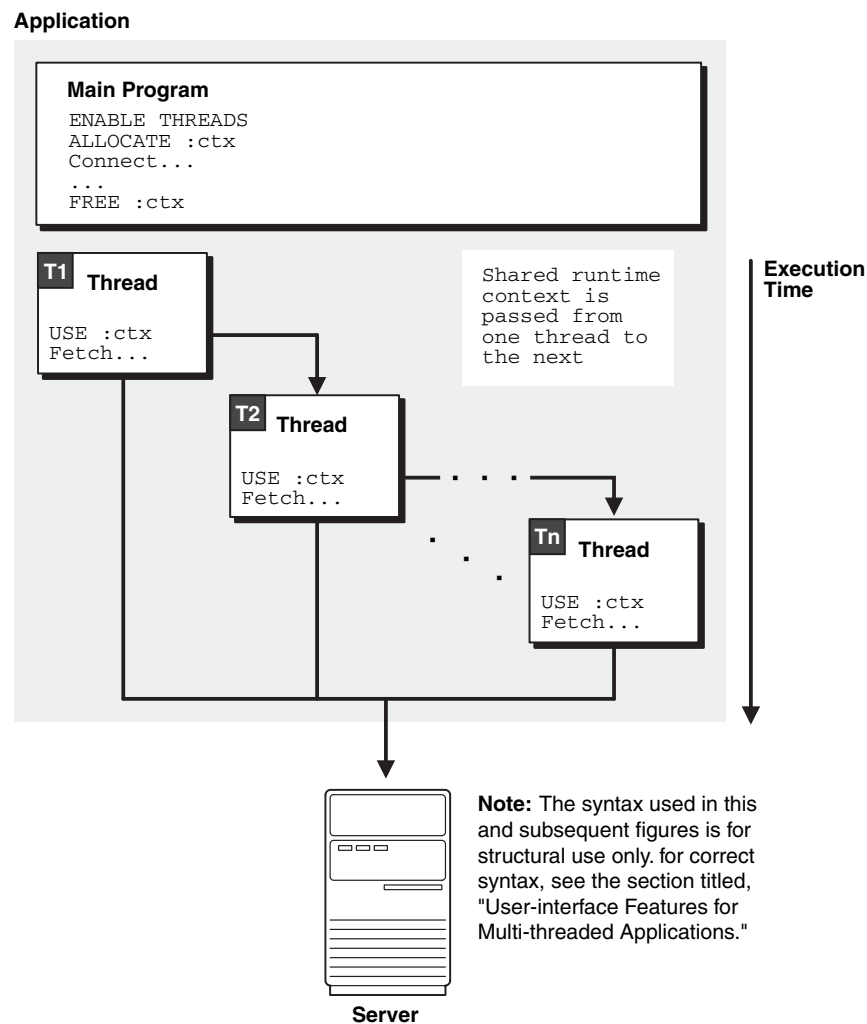 Application
Main Program
ENABLE THREADS
ALLOCATE :ctx
Connect...
...
FREE :ctx
T1
Thread
USE :ctx
Fetch...
Shared runtime
context is
passed from
one thread to
the next
Execution
Time
T2
Thread
USE :ctx
Fetch...
Tn
Thread
USE :ctx
Fetch...
Note: The syntax used in this
and subsequent figures is for
structural use only. for correct
syntax, see the section titled,
"User-interface Features for
Multi-threaded Applications."
Server